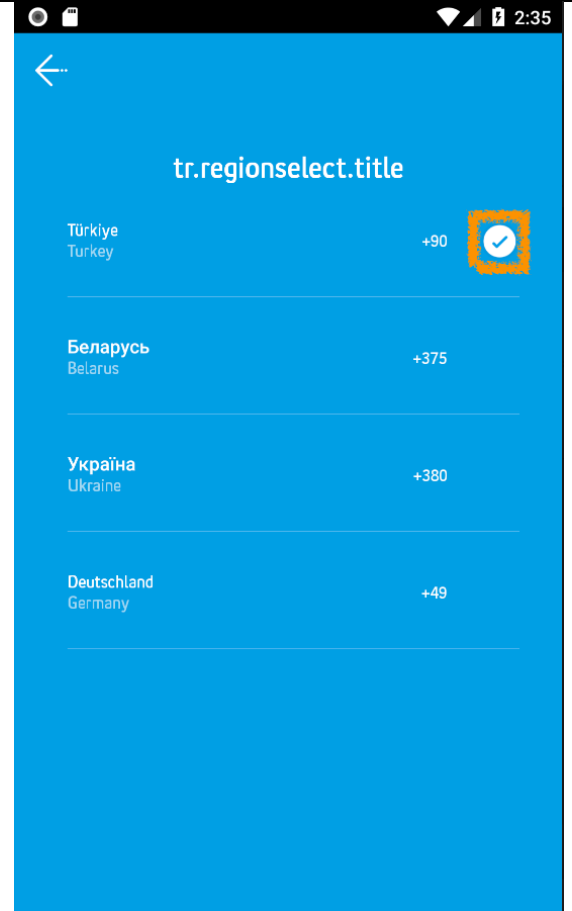 2:35
tr.regionselect.title
Türkiye
Turkey
+90
Беларусь
Belarus
+375
Україна
Ukraine
+380
Deutschland
Germany
+49